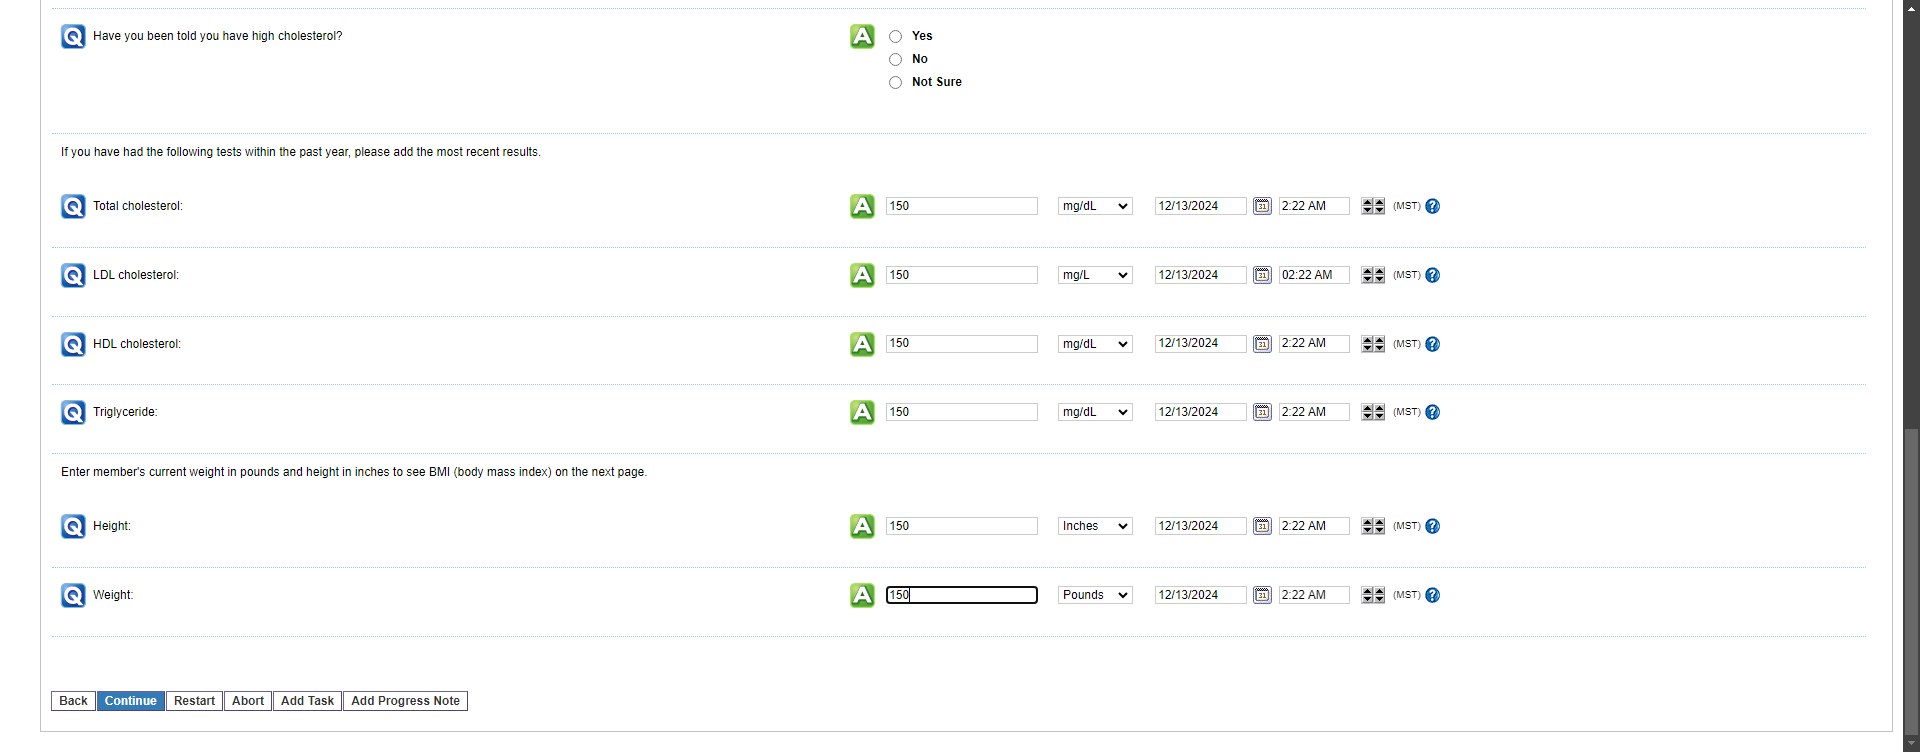 Q Have you been told you have high cholesterol? A Yes
No
Not Sure
If you have had the following tests within the past year, please add the most recent results.
Q Total cholesterol: A 150 mg/dL 12/13/2024 31 2:22 AM (MST) ?
Q LDL cholesterol: A 150 mg/L 12/13/2024 31 02:22 AM (MST) ?
Q HDL cholesterol: A 150 mg/dL 12/13/2024 31 2:22 AM (MST) ?
Q Triglyceride: A 150 mg/dL 12/13/2024 31 2:22 AM (MST) ?
Enter member's current weight in pounds and height in inches to see BMI (body mass index) on the next page.
Q Height: A 150 Inches 12/13/2024 31 2:22 AM (MST) ?
Q Weight: A 150 Pounds 12/13/2024 31 2:22 AM (MST) ?
Back Continue Restart Abort Add Task Add Progress Note